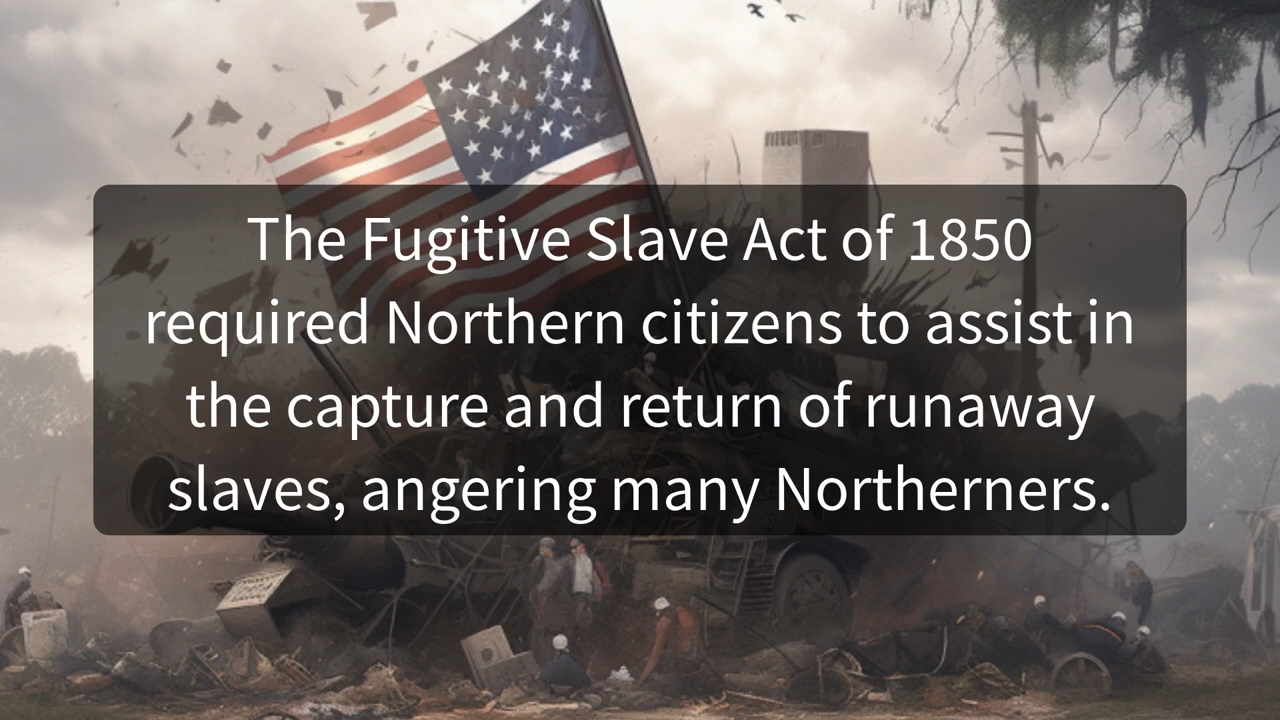 The Fugitive Slave Act of 1850
required Northern citizens to assist in
the capture and return of runaway
slaves, angering many Northerners.